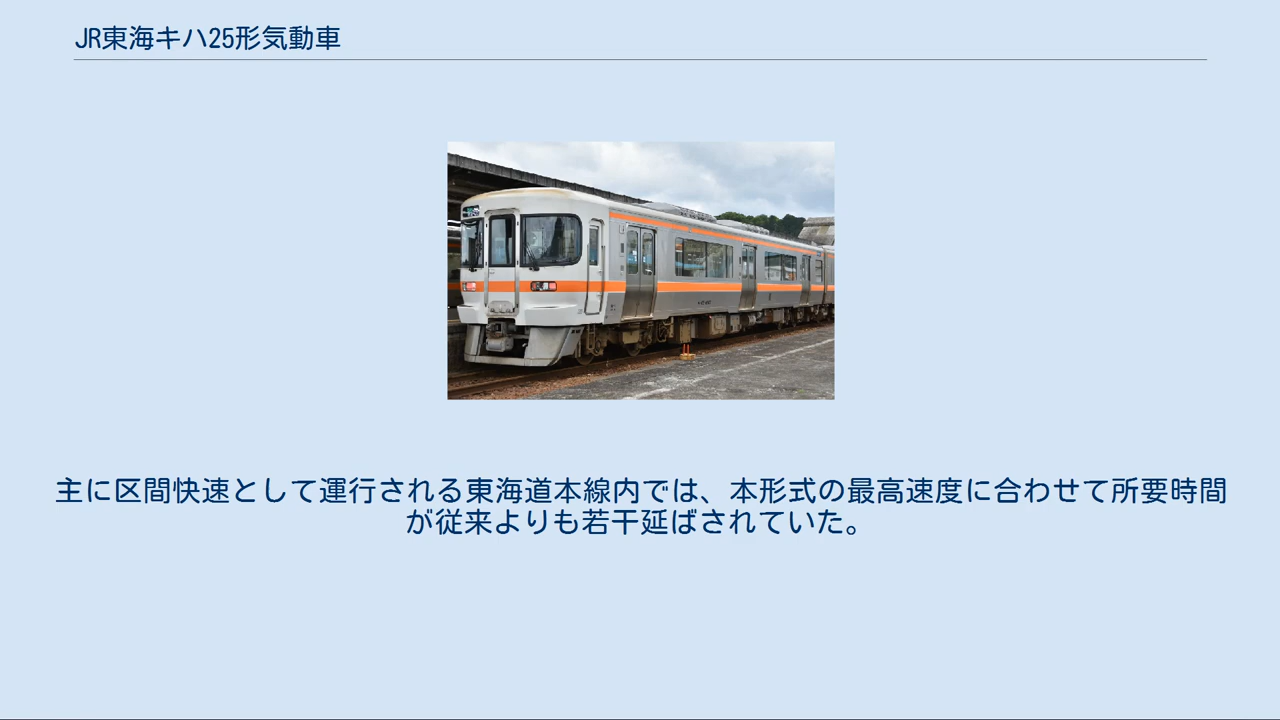 JR東海キハ25形気動車
主に区間快速として運行される東海道本線内では、本形式の最高速度に合わせて所要時間
が従来よりも若干延ばされていた。